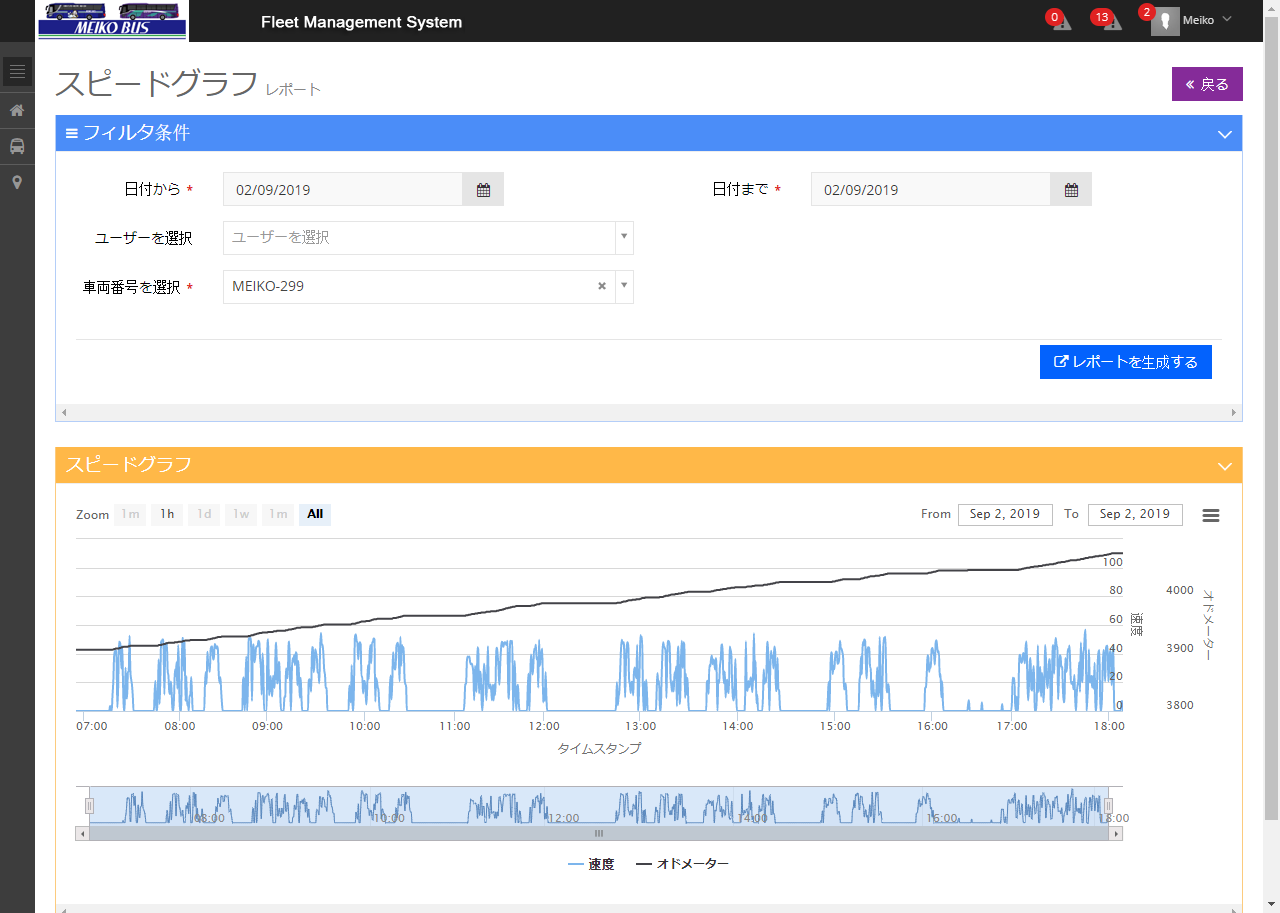 MEIKO BUS
Fleet Management System
0
13
2
Meiko
スピードグラフ レポート
« 戻る
フィルタ条件
日付から *
02/09/2019
日付まで *
02/09/2019
ユーザーを選択
ユーザーを選択
車両番号を選択 *
MEIKO-299
レポートを生成する
スピードグラフ
Zoom 1m 1h 1d 1w 1m All
From Sep 2, 2019 To Sep 2, 2019
100
80
60
40
20
0
速度
4000
3900
3800
オドメーター
07:00 08:00 09:00 10:00 11:00 12:00 13:00 14:00 15:00 16:00 17:00 18:00
タイムスタンプ
08:00 10:00 12:00 14:00 16:00 18:00
速度 オドメーター